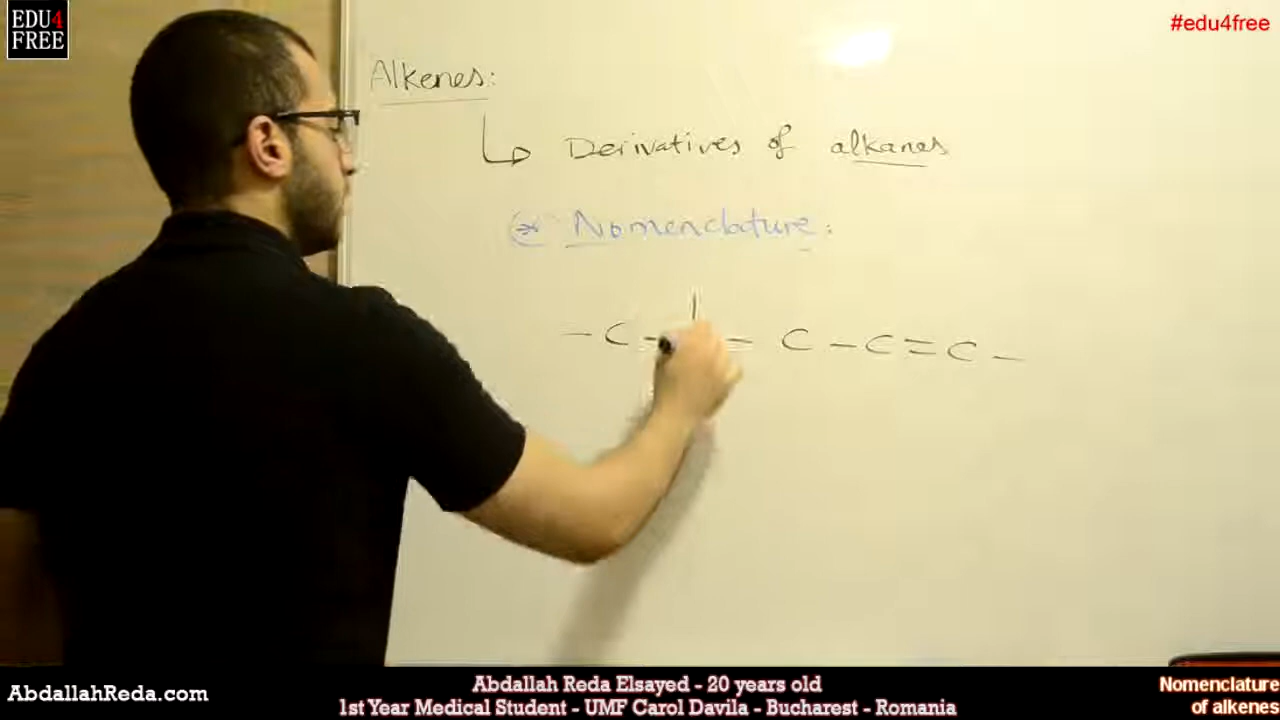 EDU4
FREE
#edu4free
Alkenes:
Derivatives of alkanes
* Nomenclature:
- C - - C - C = C -
AbdallahReda.com
Abdallah Reda Elsayed - 20 years old
1st Year Medical Student - UMF Carol Davila - Bucharest - Romania
Nomenclature
of alkenes